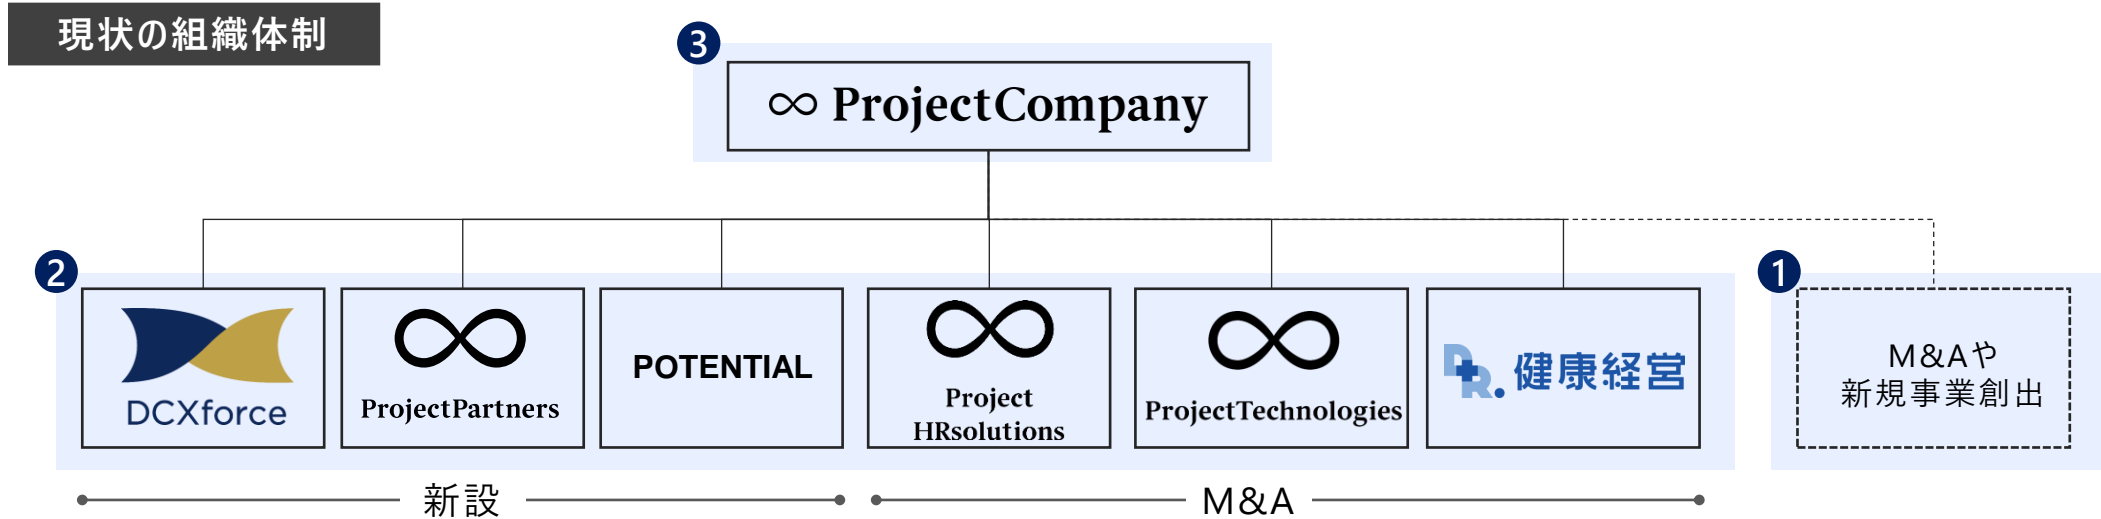 現状の組織体制
3
ProjectCompany
2
1
DCXforce
ProjectPartners
POTENTIAL
Project
HRsolutions
ProjectTechnologies
DR.健康経営
M&Aや
新規事業創出
新設
M&A